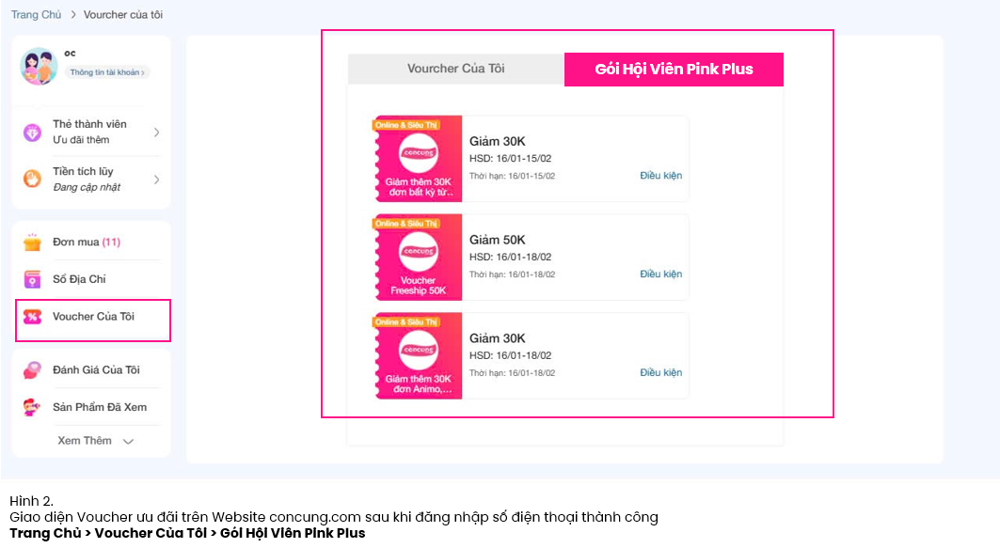 Trang Chủ > Vourcher của tôi
oc
Thông tin tài khoản >
Thẻ thành viên
Ưu đãi thêm
Tiền tích lũy
Đang cập nhật
Đơn mua (11)
Sổ Địa Chỉ
Voucher Của Tôi
Đánh Giá Của Tôi
Sản Phẩm Đã Xem
Xem Thêm
Vourcher Của Tôi
Gói Hội Viên Pink Plus
Online & Siêu Thị
concung
Giảm thêm 30K
đơn bất kỳ từ..
Giảm 30K
HSD: 16/01-15/02
Thời hạn: 16/01-15/02
Điều kiện
Online & Siêu Thị
concung
Voucher
Freeship 50K
Giảm 50K
HSD: 16/01-18/02
Thời hạn: 16/01-18/02
Điều kiện
Online & Siêu Thị
concung
Giảm thêm 30K
đơn Animo,...
Giảm 30K
HSD: 16/01-18/02
Thời hạn: 16/01-18/02
Điều kiện
Hình 2.
Giao diện Voucher ưu đãi trên Website concung.com sau khi đăng nhập số điện thoại thành công
Trang Chủ > Voucher Của Tôi > Gói Hội Viên Pink Plus